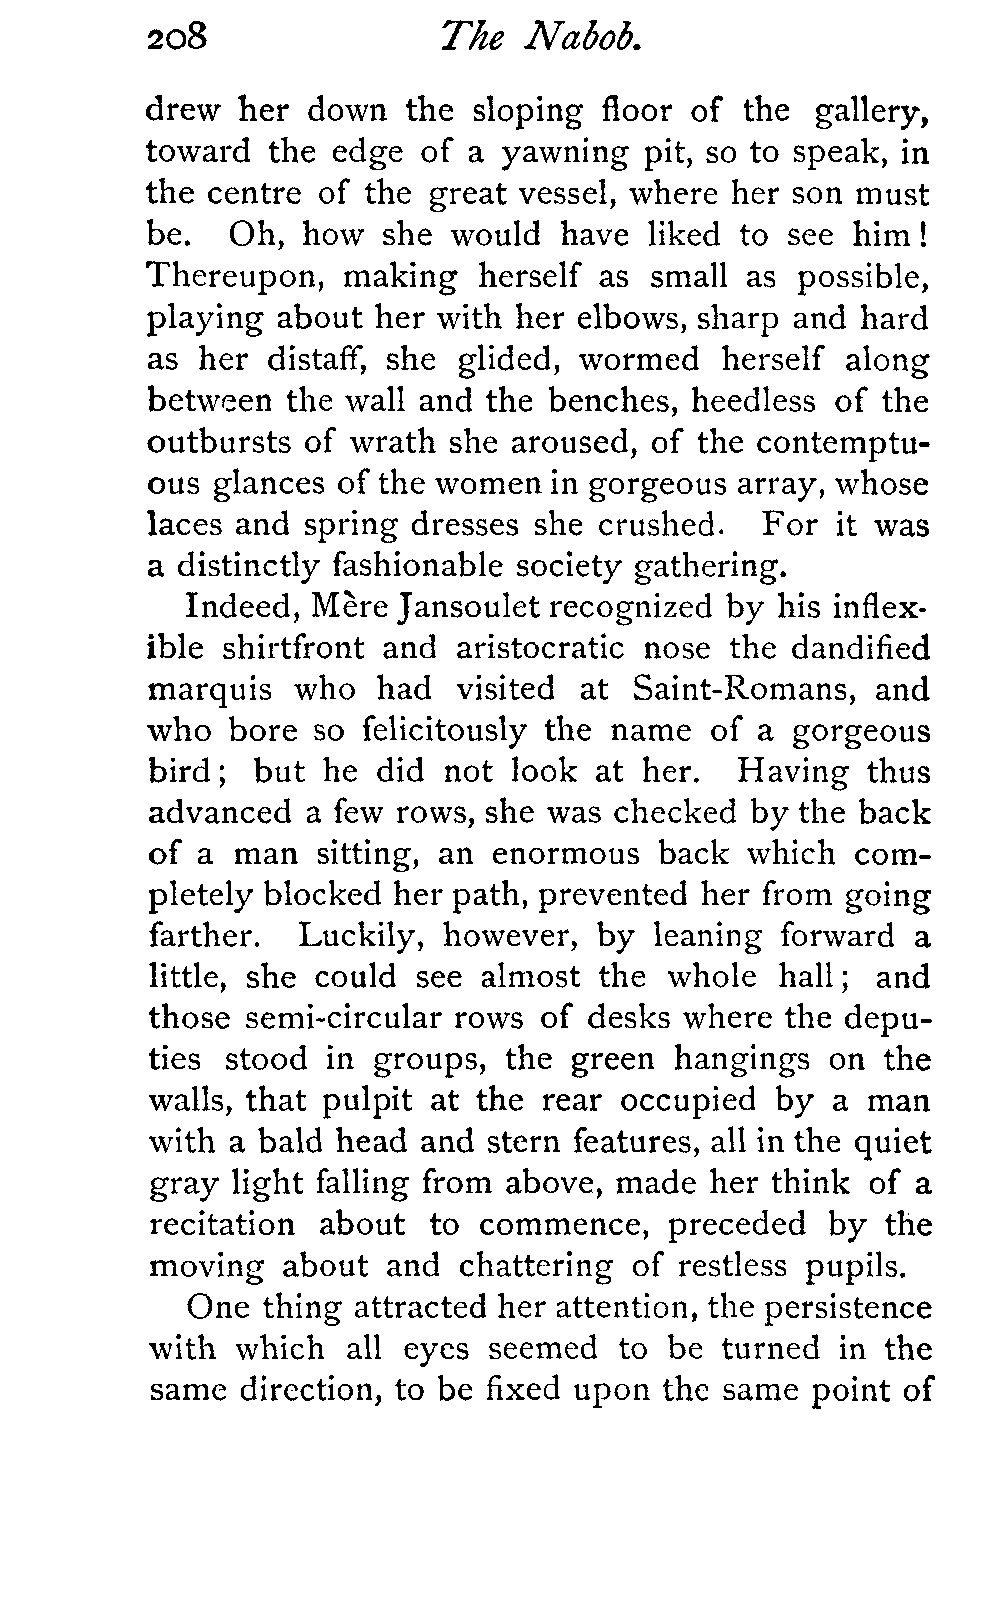 208 The Nabob.
drew her down the sloping floor of the gallery,
toward the edge of a yawning pit, so to speak, in
the centre of the great vessel, where her son must
be. Oh, how she would have liked to see him!
Thereupon, making herself as small as possible,
playing about her with her elbows, sharp and hard
as her distaff, she glided, wormed herself along
between the wall and the benches, heedless of the
outbursts of wrath she aroused, of the contemptu-
ous glances of the women in gorgeous array, whose
laces and spring dresses she crushed. For it was
a distinctly fashionable society gathering.
Indeed, Mère Jansoulet recognized by his inflex-
ible shirtfront and aristocratic nose the dandified
marquis who had visited at Saint-Romans, and
who bore so felicitously the name of a gorgeous
bird; but he did not look at her. Having thus
advanced a few rows, she was checked by the back
of a man sitting, an enormous back which com-
pletely blocked her path, prevented her from going
farther. Luckily, however, by leaning forward a
little, she could see almost the whole hall; and
those semi-circular rows of desks where the depu-
ties stood in groups, the green hangings on the
walls, that pulpit at the rear occupied by a man
with a bald head and stern features, all in the quiet
gray light falling from above, made her think of a
recitation about to commence, preceded by the
moving about and chattering of restless pupils.
One thing attracted her attention, the persistence
with which all eyes seemed to be turned in the
same direction, to be fixed upon the same point of